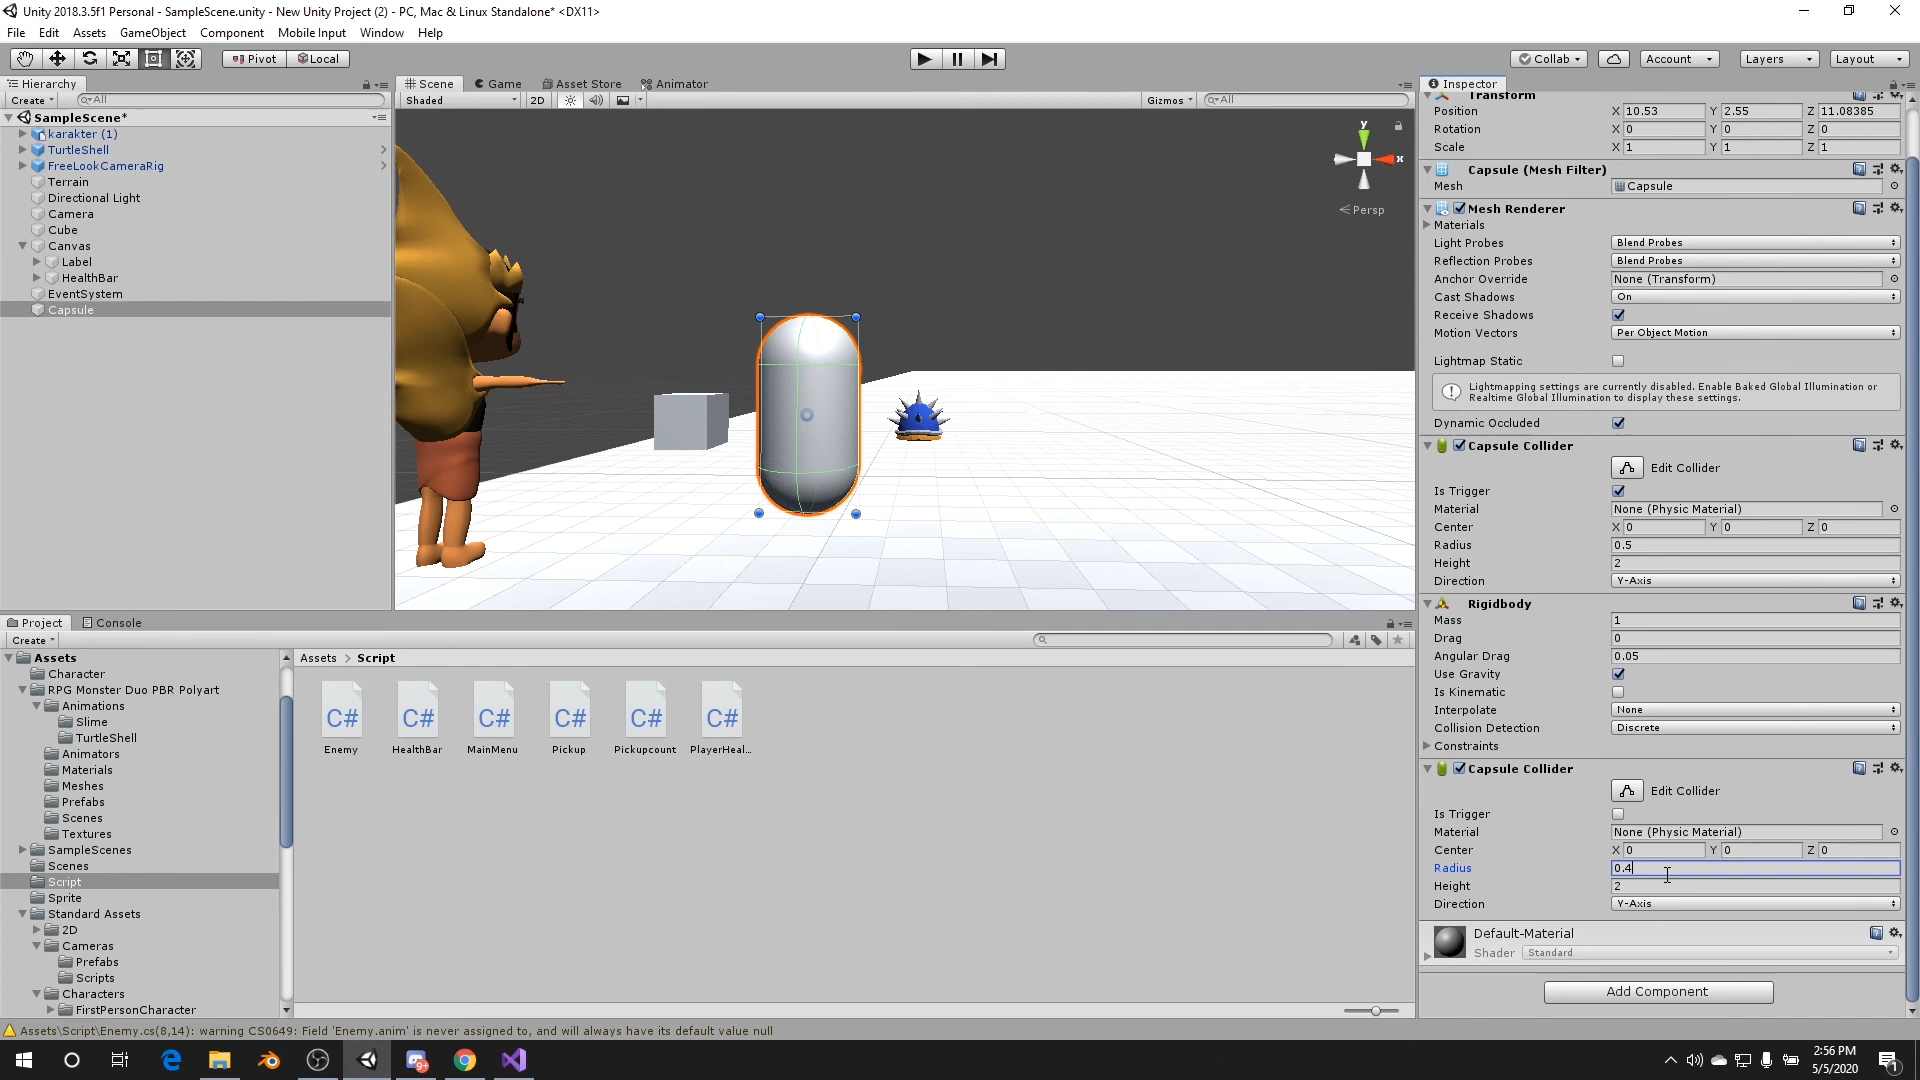 Unity 2018.3.5f1 Personal - SampleScene.unity - New Unity Project (2) - PC, Mac & Linux Standalone* <DX11>
File Edit Assets GameObject Component Mobile Input Window Help
Pivot Local Collab Account Layers Layout
Hierarchy
Create All
SampleScene*
karakter (1)
TurtleShell
FreeLookCameraRig
Terrain
Directional Light
Camera
Cube
Canvas
Label
HealthBar
EventSystem
Capsule
Scene Game Asset Store Animator
Shaded 2D Gizmos All
y
x
Persp
Project Console
Create
Assets
Character
RPG Monster Duo PBR Polyart
Animations
Slime
TurtleShell
Animators
Materials
Meshes
Prefabs
Scenes
Textures
SampleScenes
Scenes
Script
Sprite
Standard Assets
2D
Cameras
Prefabs
Scripts
Characters
FirstPersonCharacter
Assets > Script
C# C# C# C# C# C#
Enemy HealthBar MainMenu Pickup Pickupcount PlayerHeal...
Inspector
Transform
Position X 10.53 Y 2.55 Z 11.08385
Rotation X 0 Y 0 Z 0
Scale X 1 Y 1 Z 1
Capsule (Mesh Filter)
Mesh Capsule
Mesh Renderer
Materials
Light Probes Blend Probes
Reflection Probes Blend Probes
Anchor Override None (Transform)
Cast Shadows On
Receive Shadows
Motion Vectors Per Object Motion
Lightmap Static
Lightmapping settings are currently disabled. Enable Baked Global Illumination or
Realtime Global Illumination to display these settings.
Dynamic Occluded
Capsule Collider
Edit Collider
Is Trigger
Material None (Physic Material)
Center X 0 Y 0 Z 0
Radius 0.5
Height 2
Direction Y-Axis
Rigidbody
Mass 1
Drag 0
Angular Drag 0.05
Use Gravity
Is Kinematic
Interpolate None
Collision Detection Discrete
Constraints
Capsule Collider
Edit Collider
Is Trigger
Material None (Physic Material)
Center X 0 Y 0 Z 0
Radius 0.4
Height 2
Direction Y-Axis
Default-Material
Shader Standard
Add Component
Assets\Script\Enemy.cs(8,14): warning CS0649: Field 'Enemy.anim' is never assigned to, and will always have its default value null
2:56 PM
5/5/2020
1